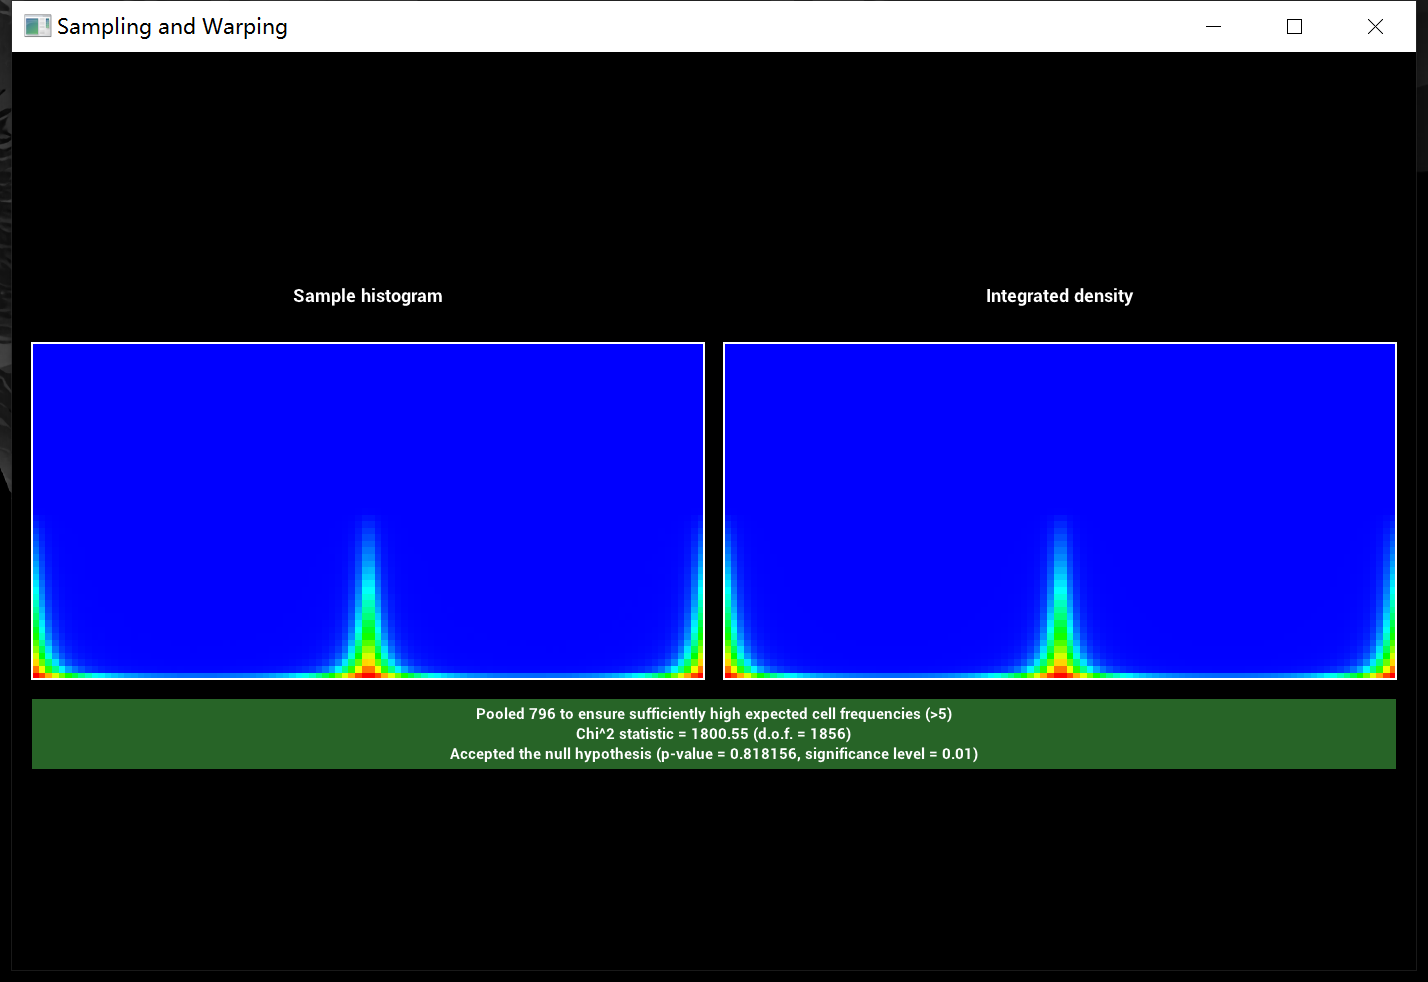 Sampling and Warping
Sample histogram
Integrated density
Pooled 796 to ensure sufficiently high expected cell frequencies (>5)
Chi^2 statistic = 1800.55 (d.o.f. = 1856)
Accepted the null hypothesis (p-value = 0.818156, significance level = 0.01)